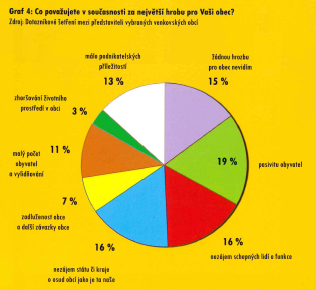 Graf 4: Co považujete v současnosti za největší hrobu pro Vaši obec?
Zdroj: Dotazníkové šetření mezi představiteli vybraných venkovských obcí
málo podnikatelských
příležitostí
13 %
žádnou hrozbu
pro obec nevidím
15 %
zhoršování životního
prostředí v obci
3 %
malý počet
obyvatel
a vylidňování
11 %
19 %
pasivita obyvatel
7 %
zadluženost obce
a další závazky obce
16 %
nezájem státu či kraje
o osud obcí jako je ta naše
16 %
nezájem schopných lidí o funkce